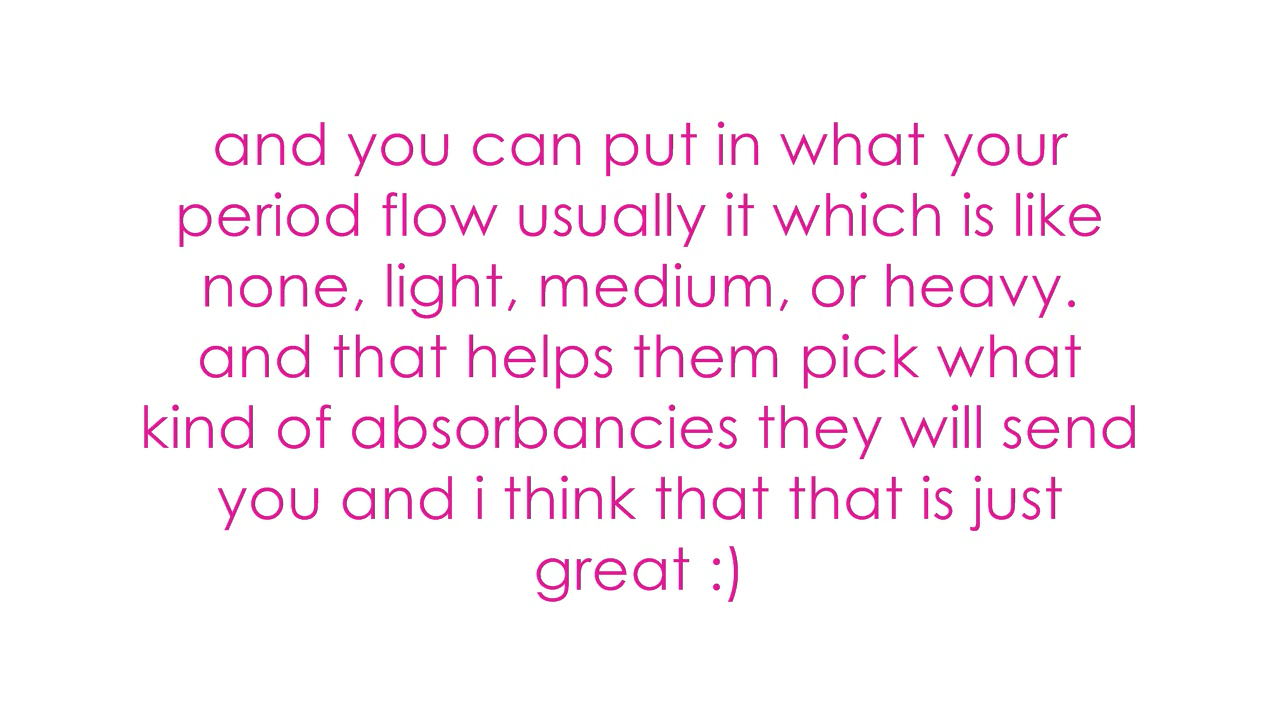 and you can put in what your
period flow usually it which is like
none, light, medium, or heavy.
and that helps them pick what
kind of absorbancies they will send
you and i think that that is just
great :)